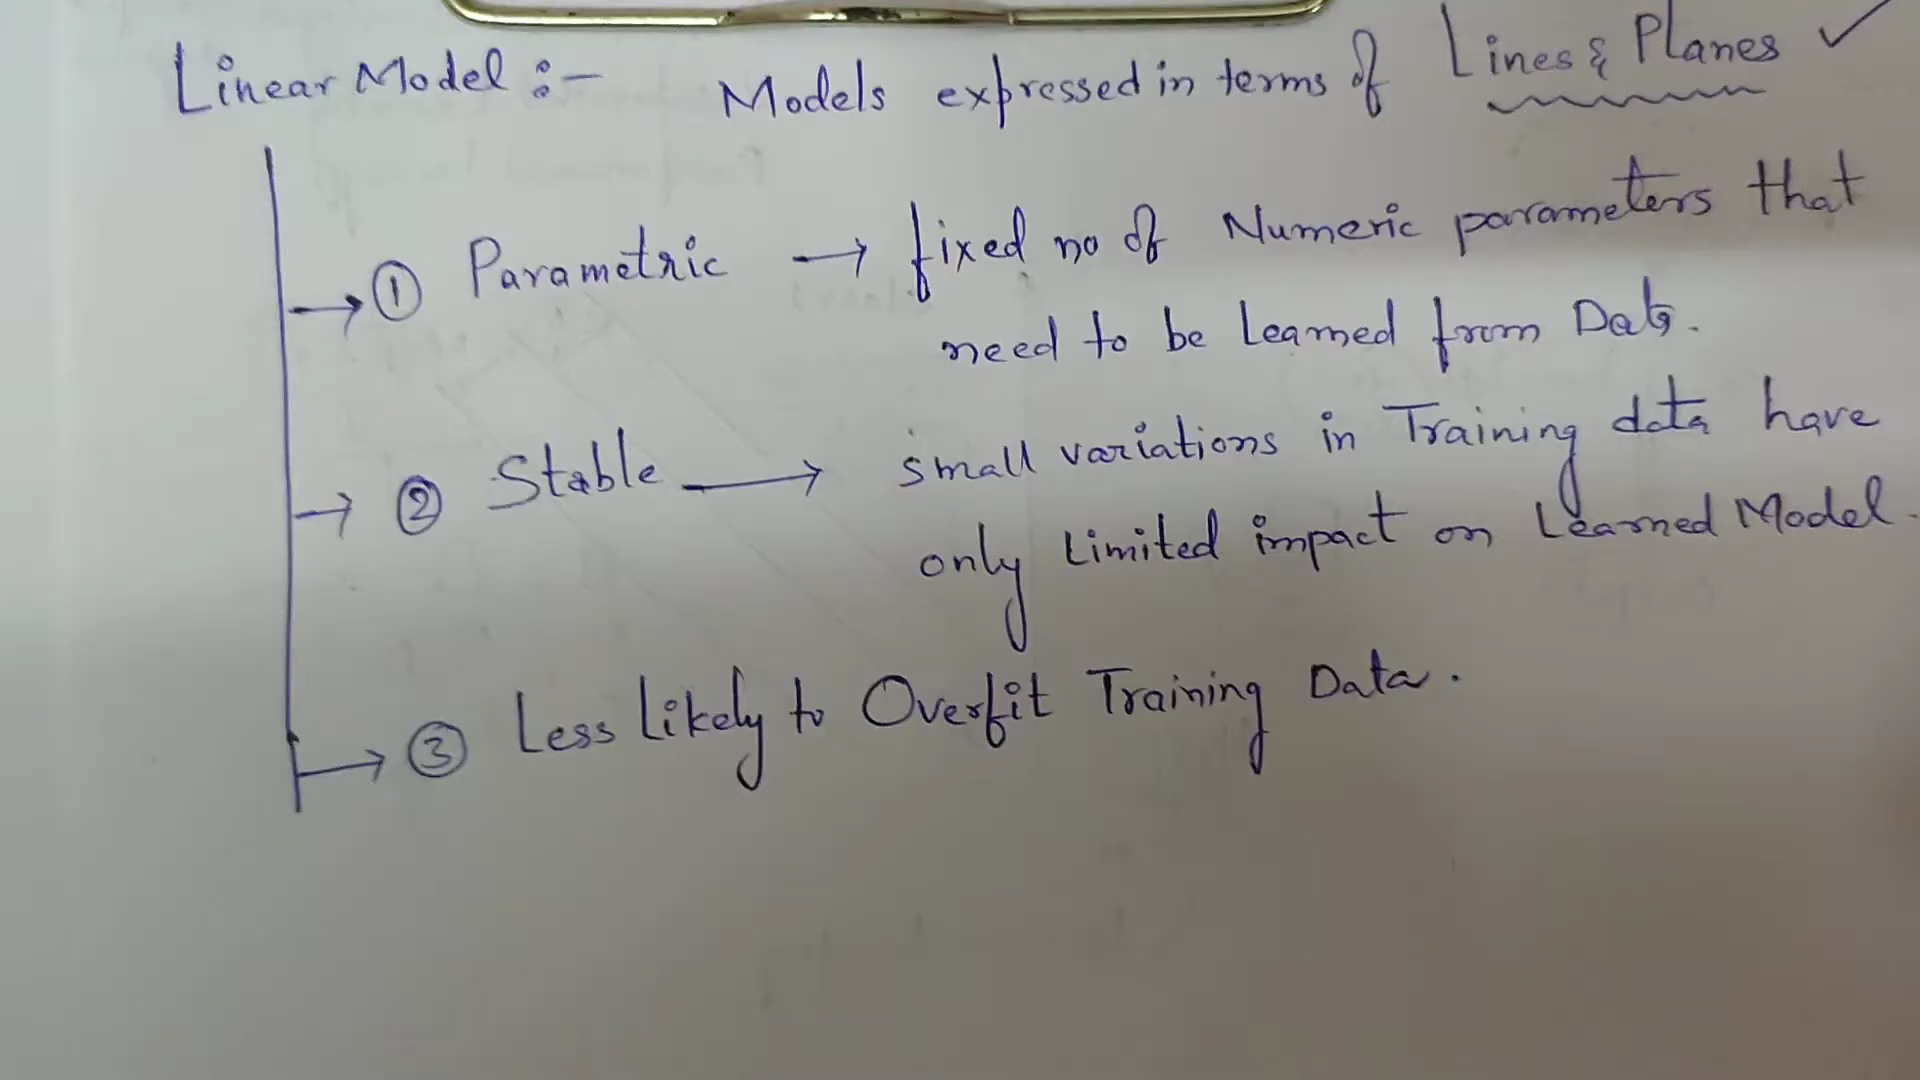 Linear Model :- Models expressed in terms of Lines & Planes ✓
→ ① Parametric → fixed no of Numeric parameters that
need to be Learned from Data.
→ ② Stable → small variations in Training data have
only Limited impact on Learned Model.
→ ③ Less Likely to Overfit Training Data.